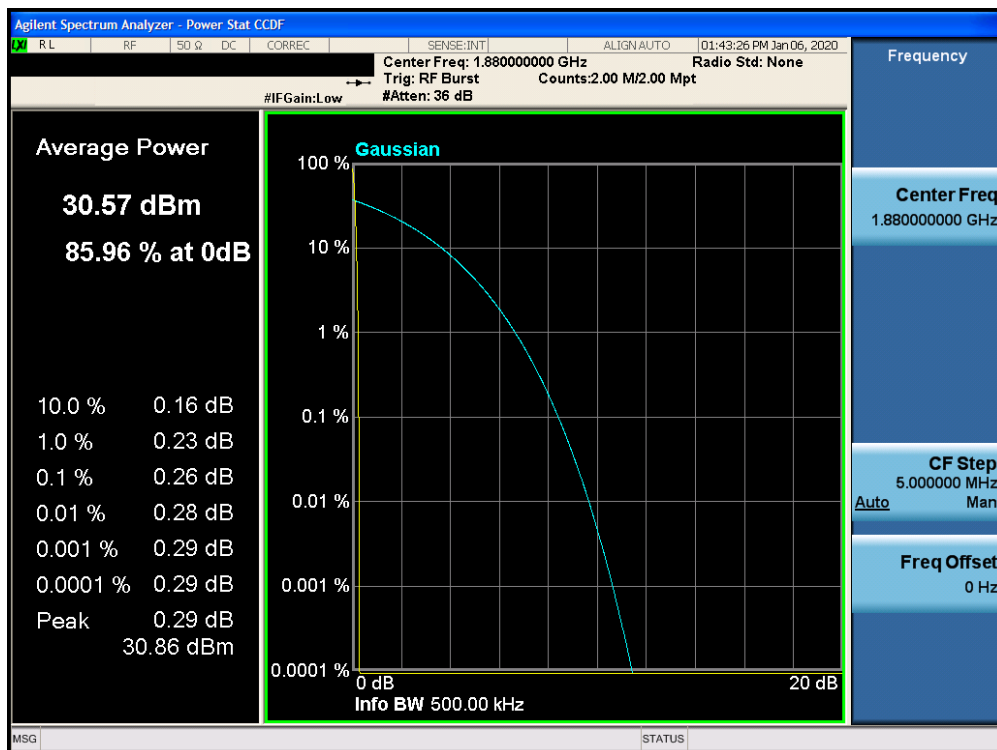 Agilent Spectrum Analyzer - Power Stat CCDF
LXI RL RF 50 Ω DC CORREC SENSE:INT ALIGN AUTO 01:43:26 PM Jan 06, 2020
Center Freq: 1.880000000 GHz Radio Std: None
Trig: RF Burst Counts:2.00 M/2.00 Mpt
#IFGain:Low #Atten: 36 dB
Average Power
30.57 dBm
85.96 % at 0dB
10.0 % 0.16 dB
1.0 % 0.23 dB
0.1 % 0.26 dB
0.01 % 0.28 dB
0.001 % 0.29 dB
0.0001 % 0.29 dB
Peak 0.29 dB
30.86 dBm
Gaussian
100 %
10 %
1 %
0.1 %
0.01 %
0.001 %
0.0001 %
0 dB 20 dB
Info BW 500.00 kHz
Frequency
Center Freq
1.880000000 GHz
CF Step
5.000000 MHz
Auto Man
Freq Offset
0 Hz
MSG STATUS